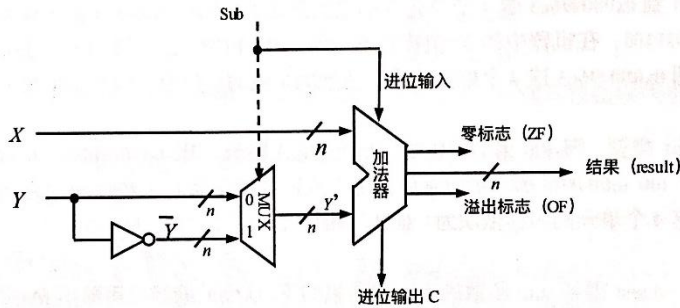 Sub
进位输入
X
n
零标志（ZF）
加法器
结果（result）
n
溢出标志（OF）
Y
n
0
MUX
Y’
n
1
Y̅
n
进位输出 C